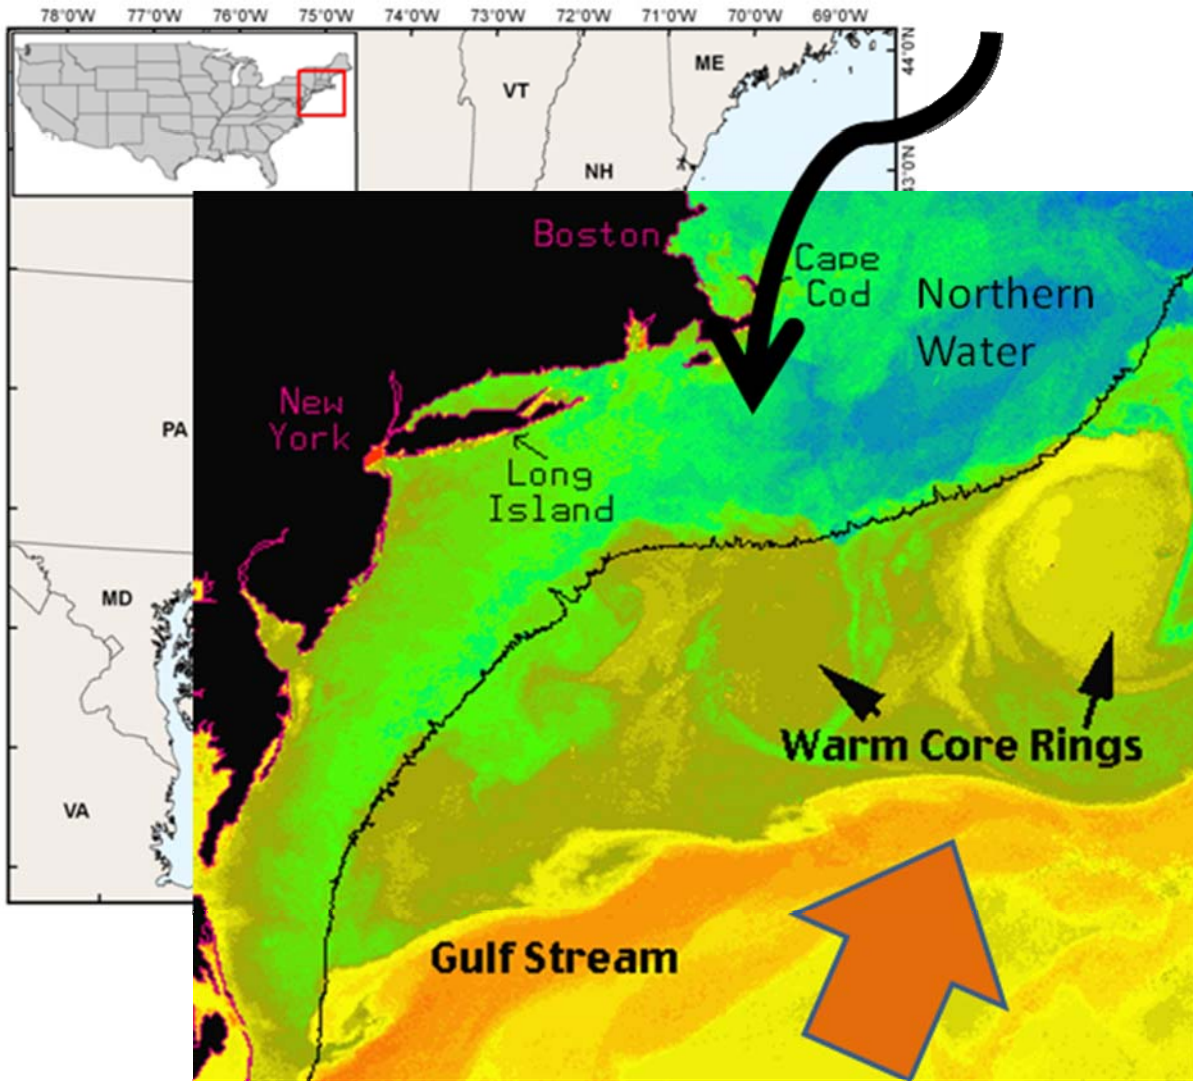 78°0'W 77°0'W 76°0'W 75°0'W 74°0'W 73°0'W 72°0'W 71°0'W 70°0'W 69°0'W
44°0'N
ME
VT
NH
Boston
Cape
Cod
Northern
Water
New
York
PA
Long
Island
MD
Warm Core Rings
VA
Gulf Stream